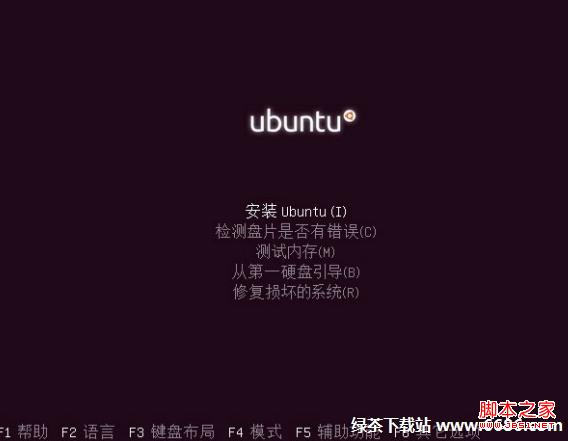 ubuntu
安装 Ubuntu(I)
检测盘片是否有错误(C)
测试内存(M)
从第一硬盘引导(B)
修复损坏的系统(R)
脚本之家
F1 帮助 F2 语言 F3 键盘布局 F4 模式 F5 辅助功能
绿茶下载站